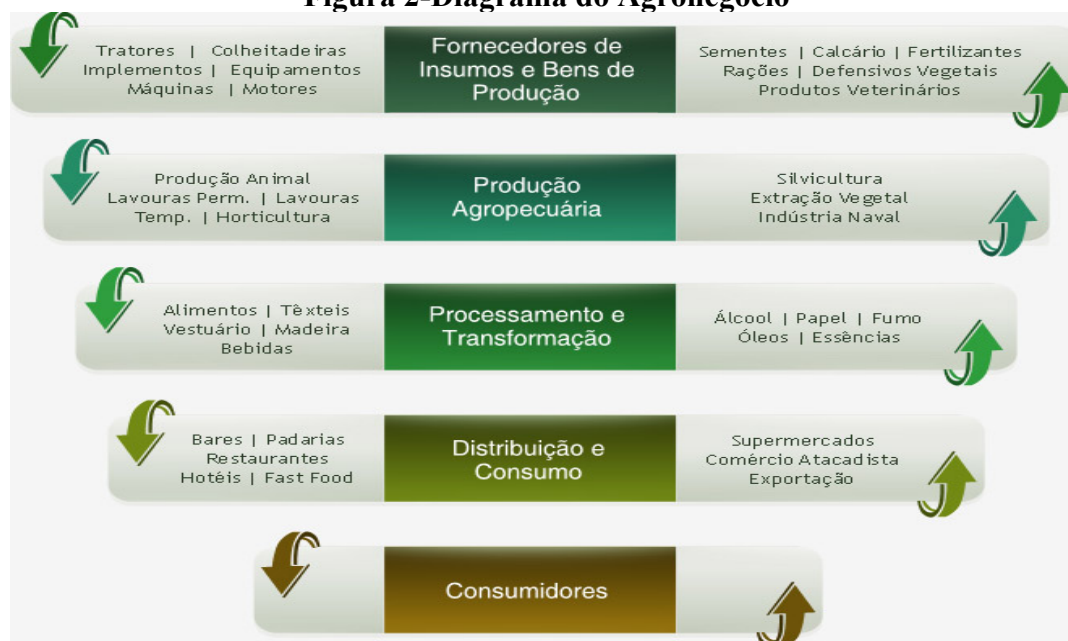 Figura 2-Diagrama do Agronegócio
Tratores | Colheitadeiras
Implementos | Equipamentos
Máquinas | Motores
Fornecedores de
Insumos e Bens de
Produção
Sementes | Calcário | Fertilizantes
Rações | Defensivos Vegetais
Produtos Veterinários
Produção Animal
Lavouras Perm. | Lavouras
Temp. | Horticultura
Produção
Agropecuária
Silvicultura
Extração Vegetal
Indústria Naval
Alimentos | Têxteis
Vestuário | Madeira
Bebidas
Processamento e
Transformação
Álcool | Papel | Fumo
Óleos | Essências
Bares | Padarias
Restaurantes
Hotéis | Fast Food
Distribuição e
Consumo
Supermercados
Comércio Atacadista
Exportação
Consumidores